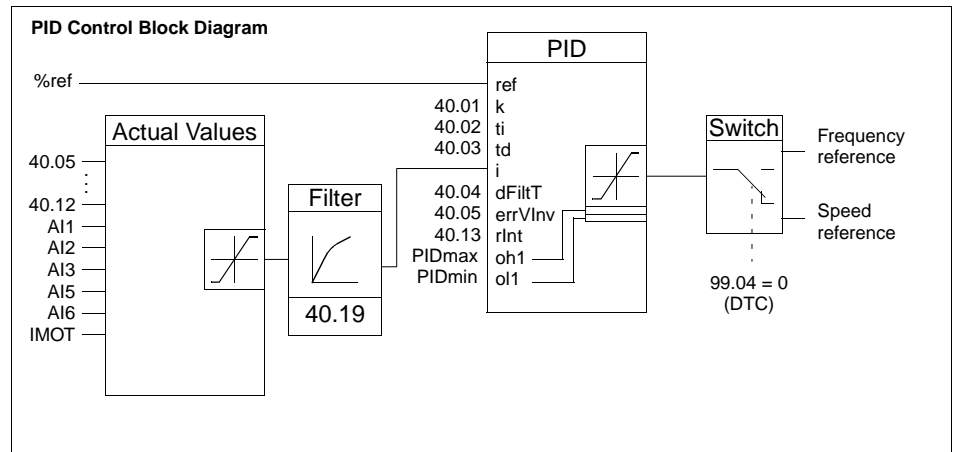 PID Control Block Diagram
%ref
Actual Values
40.05
40.12
AI1
AI2
AI3
AI5
AI6
IMOT
Filter
40.19
PID
ref
40.01 k
40.02 ti
40.03 td
i
40.04 dFiltT
40.05 errVInv
40.13 rInt
PIDmax oh1
PIDmin ol1
Switch
Frequency
reference
Speed
reference
99.04 = 0
(DTC)